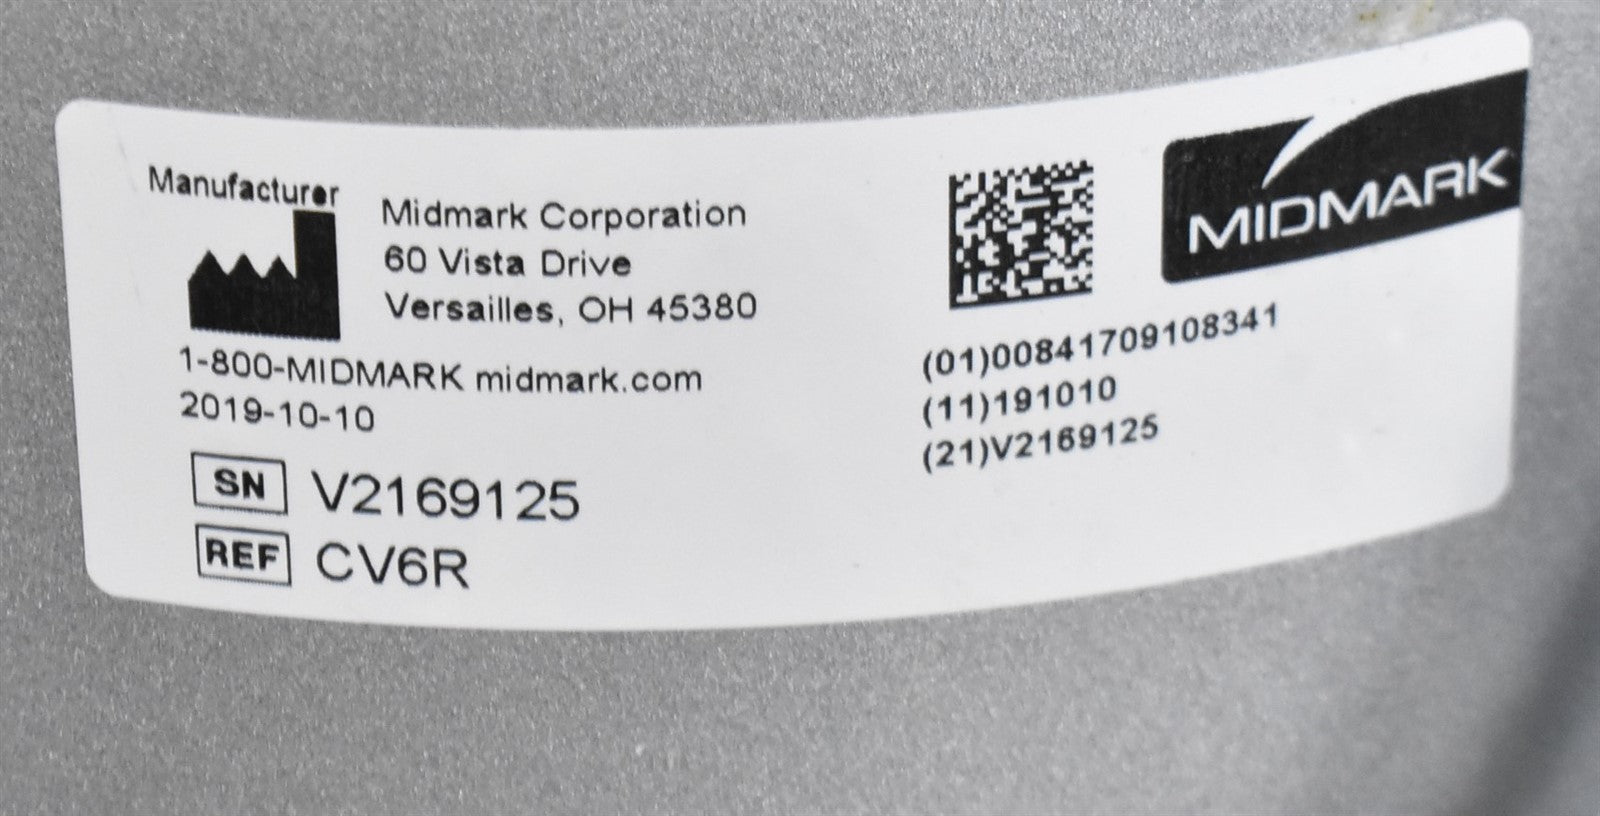 Manufacturer
Midmark Corporation
60 Vista Drive
Versailles, OH 45380
1-800-MIDMARK midmark.com
2019-10-10
SN V2169125
REF CV6R
MIDMARK
(01)00841709108341
(11)191010
(21)V2169125